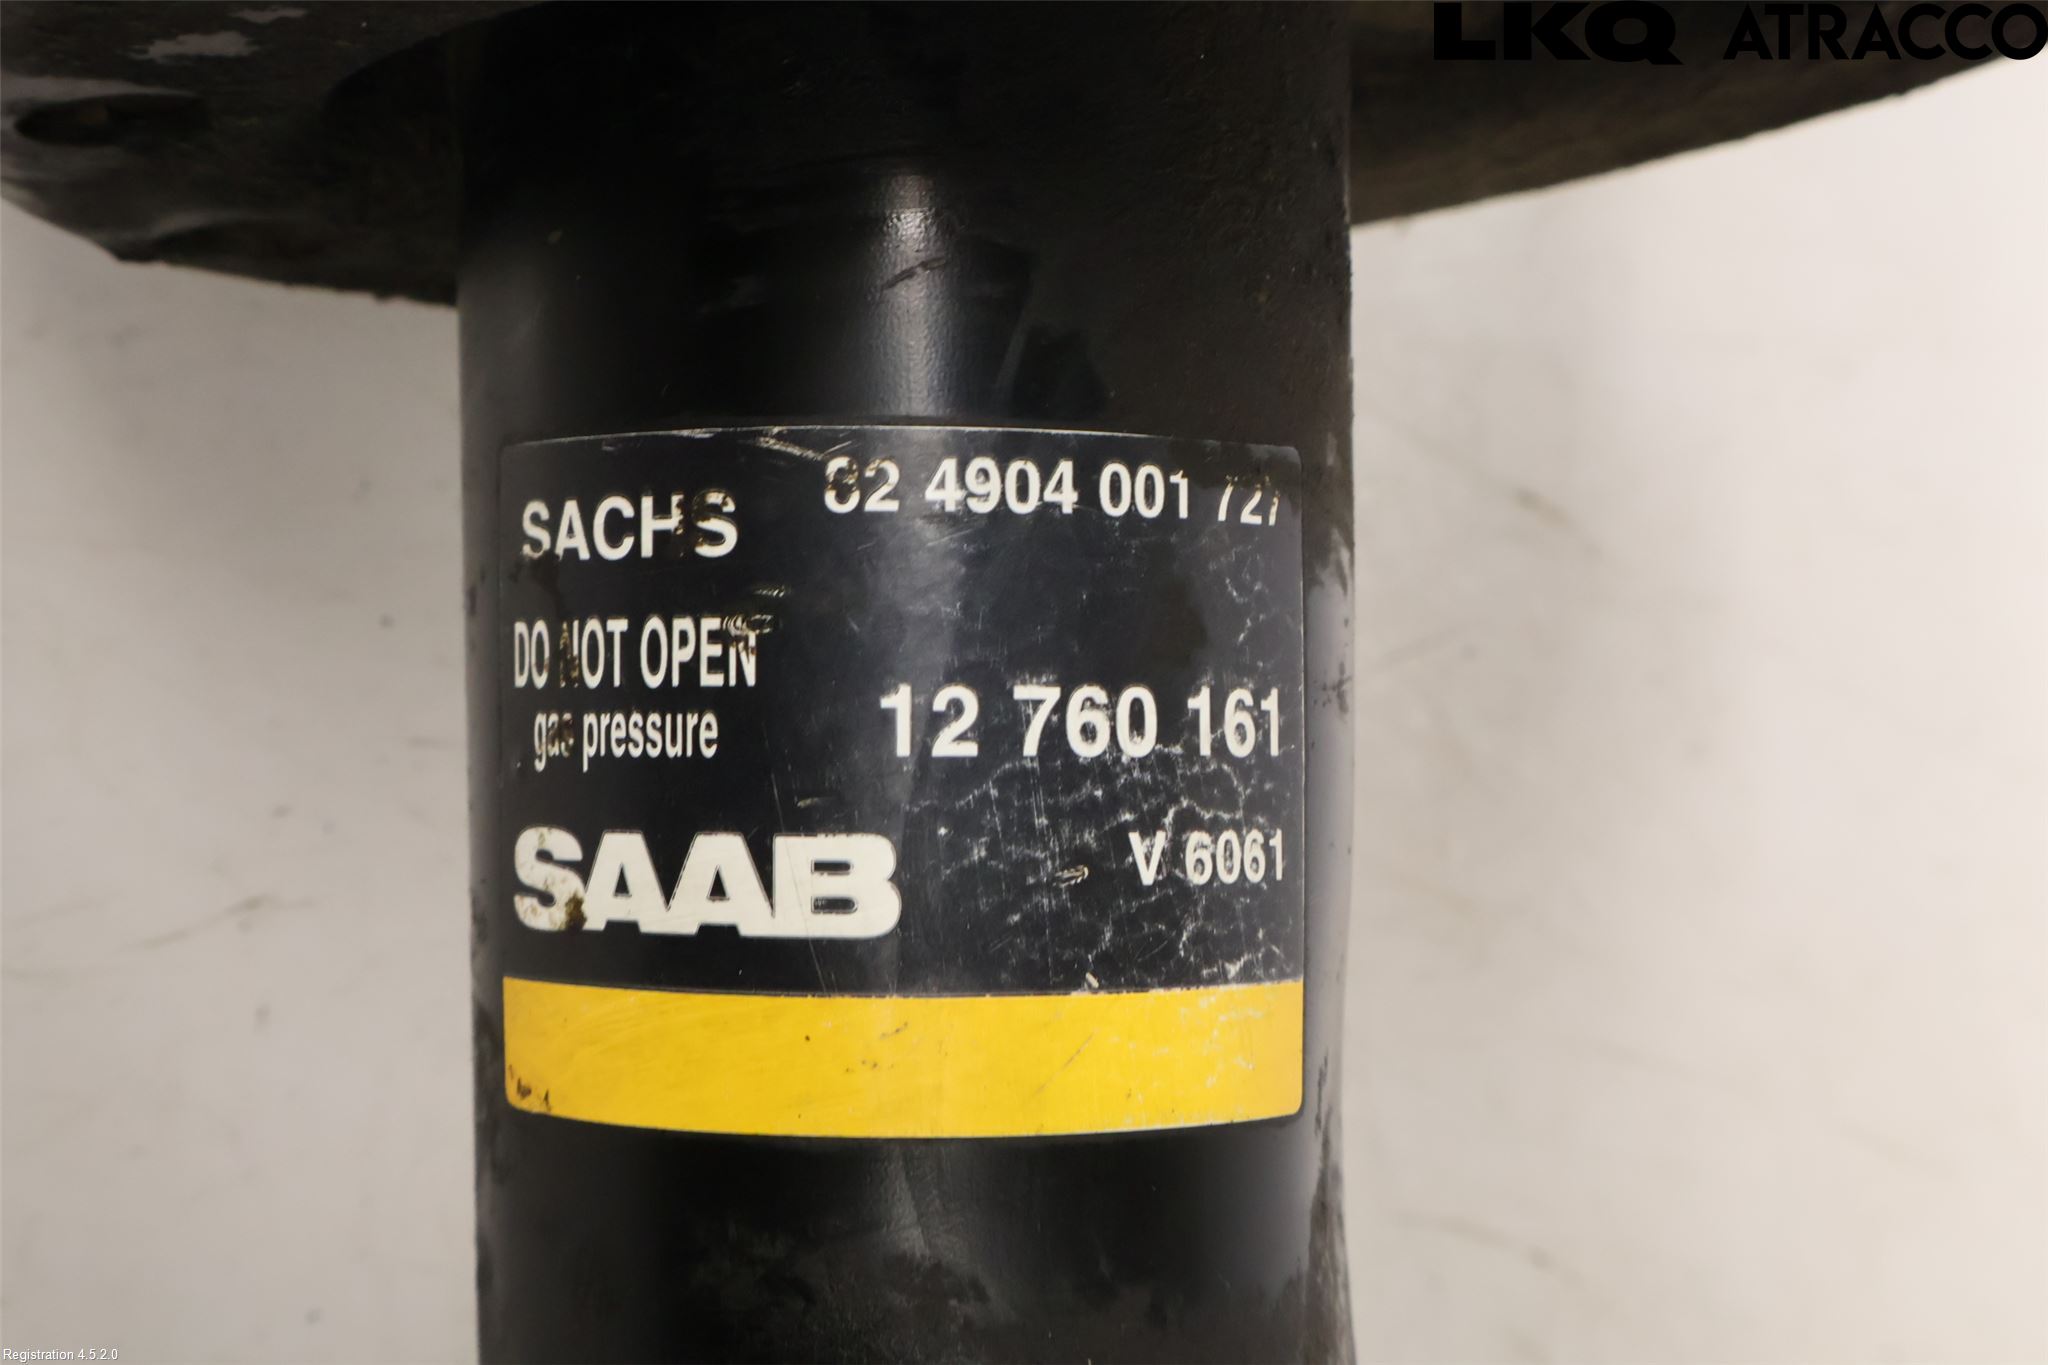 LKQ ATRACCO
82 4904 001 727
SACHS
DO NOT OPEN
gas pressure
12 760 161
SAAB
V 6061
Registration 4.5.2.0